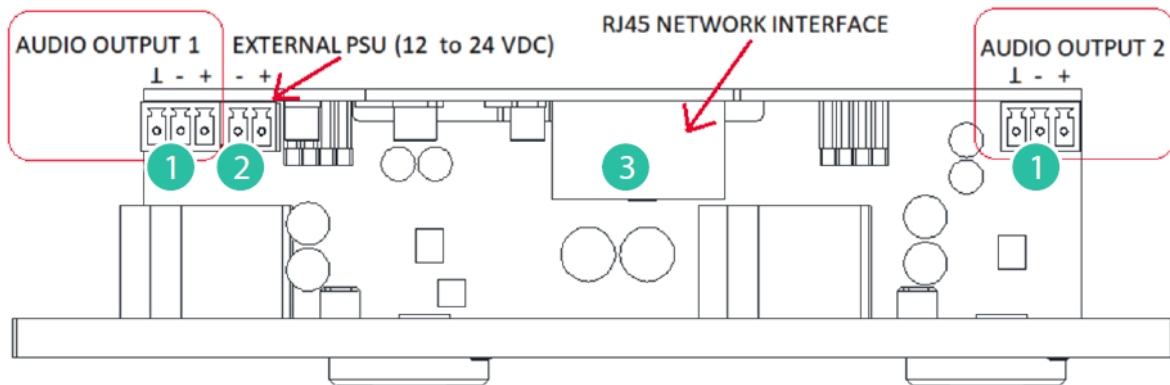 RJ45 NETWORK INTERFACE
AUDIO OUTPUT 1
EXTERNAL PSU (12 to 24 VDC)
AUDIO OUTPUT 2
⊥ - + - +
⊥ - +
1
2
3
1